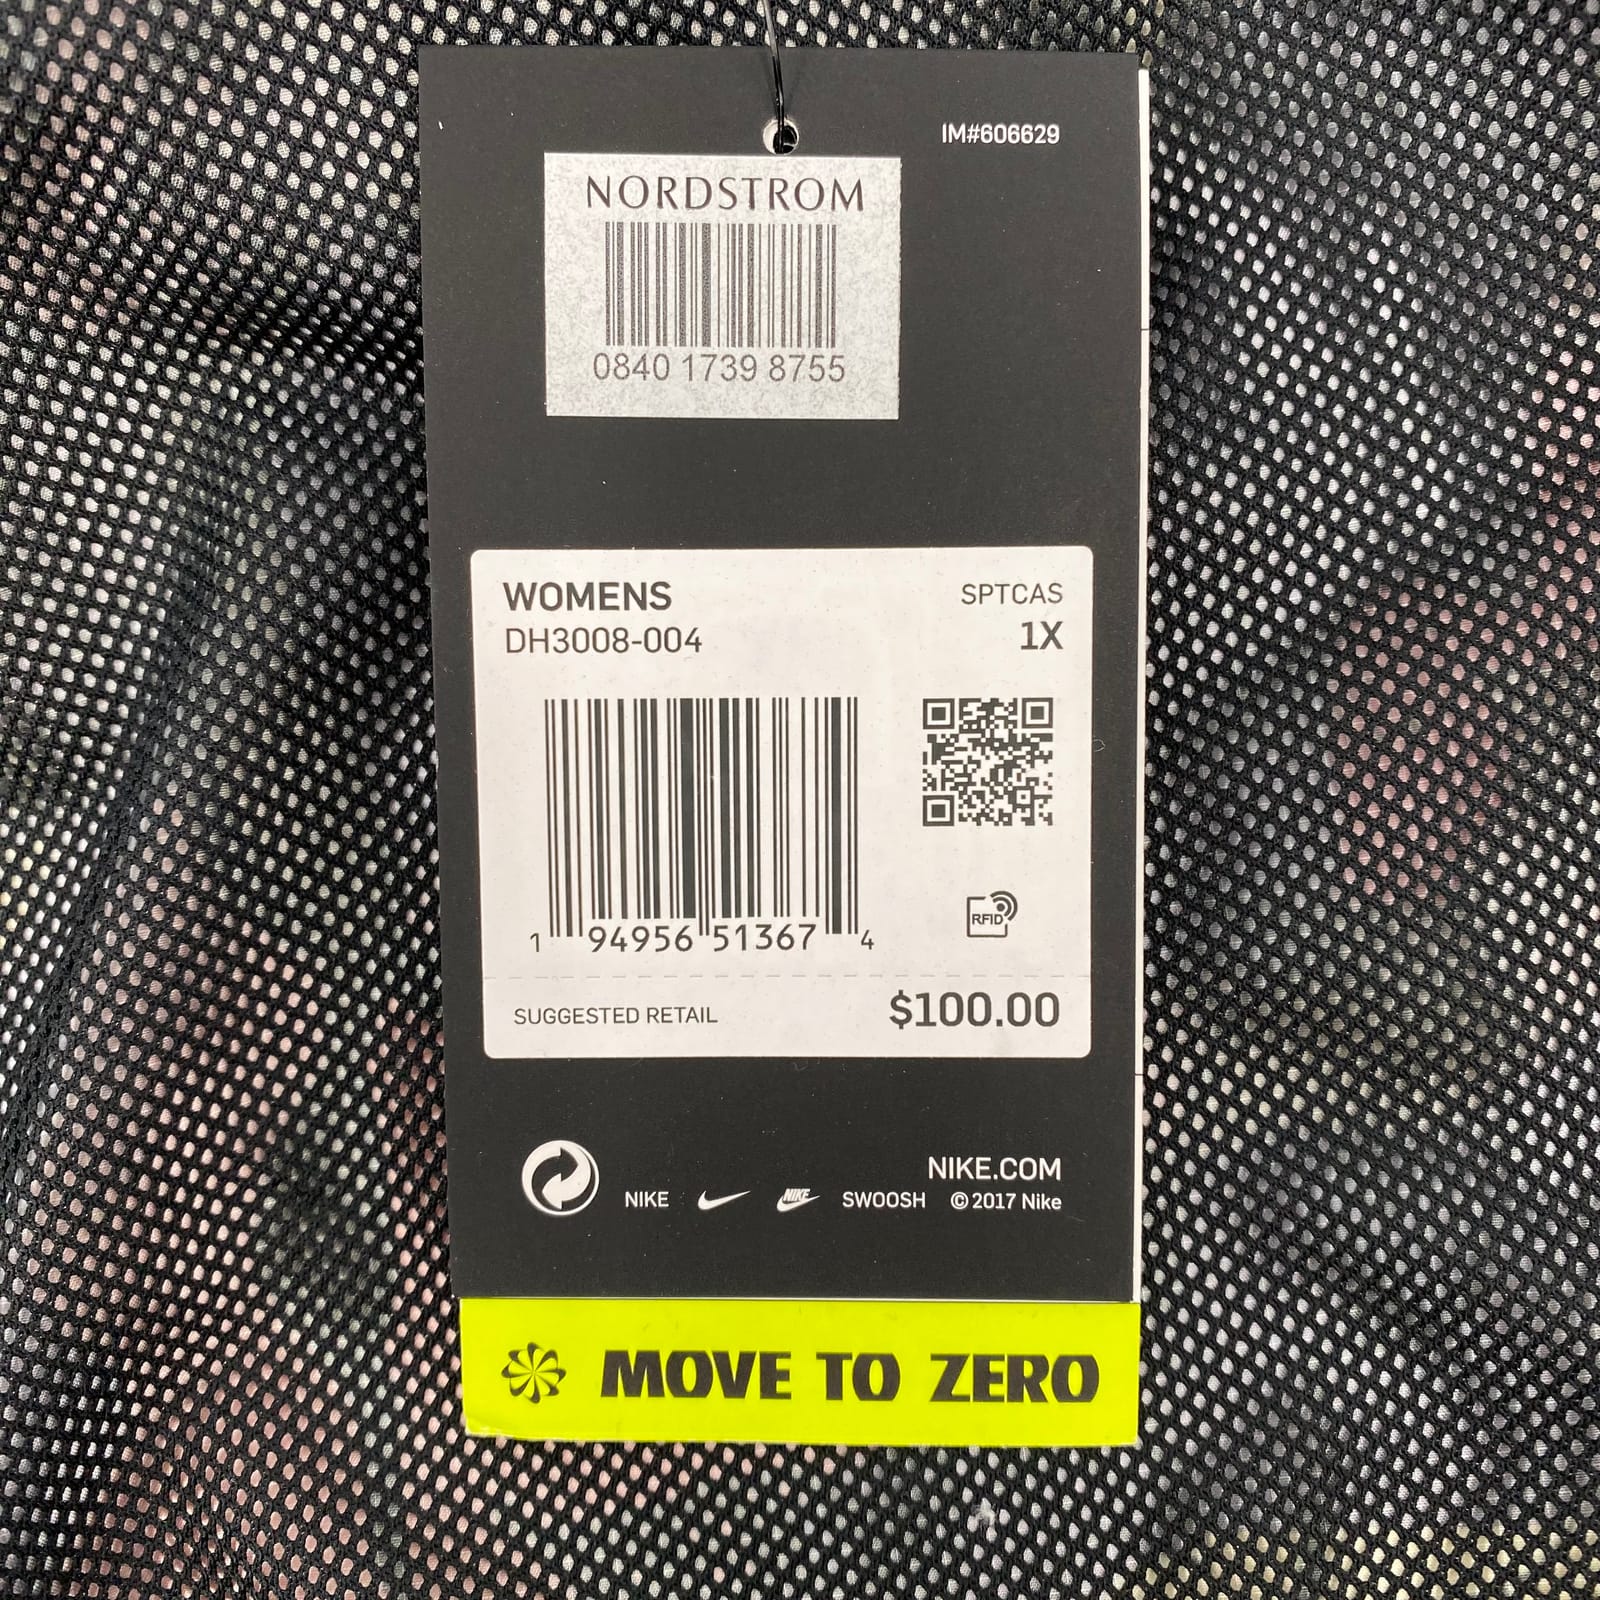 IM#606629
NORDSTROM
0840 1739 8755
WOMENS SPTCAS
DH3008-004 1X
RFID
1 94956 51367 4
SUGGESTED RETAIL $100.00
NIKE.COM
NIKE NIKE SWOOSH © 2017 Nike
MOVE TO ZERO